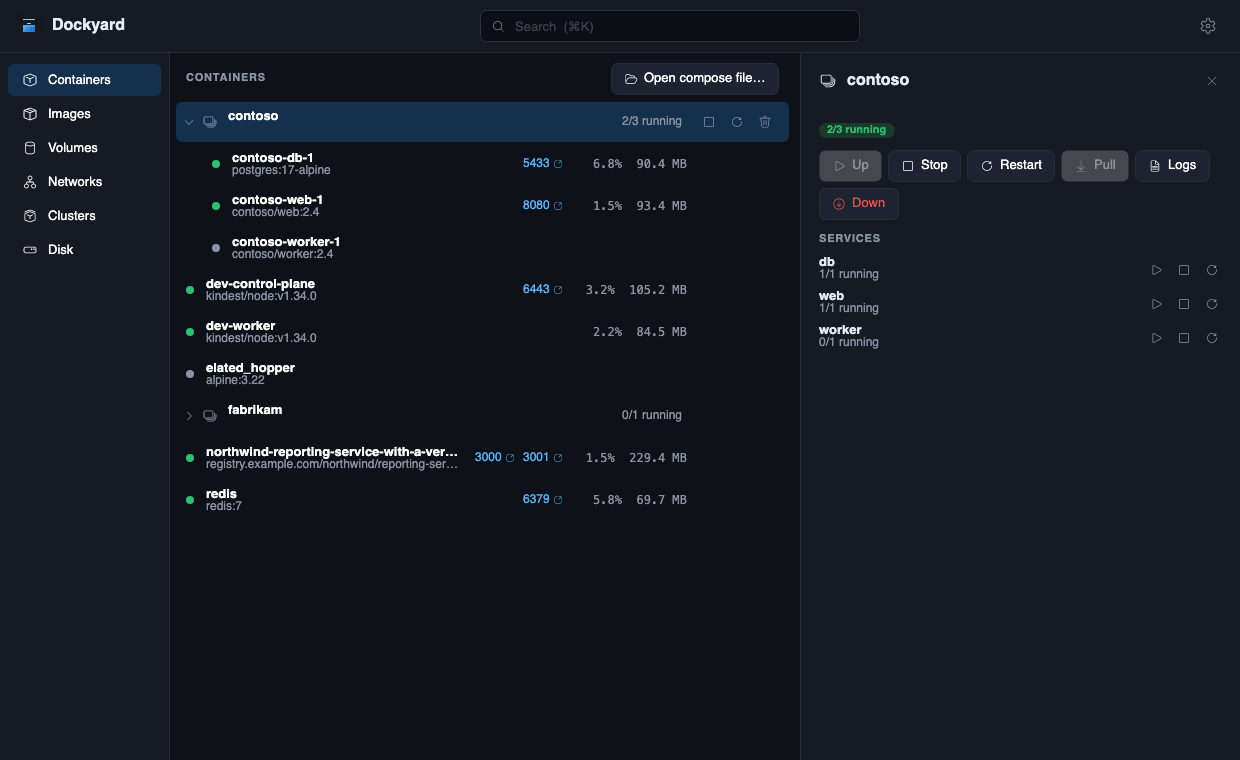 Dockyard
Search (⌘K)
Containers
Images
Volumes
Networks
Clusters
Disk
CONTAINERS
Open compose file...
contoso
2/3 running
contoso-db-1
postgres:17-alpine
5433
6.8% 90.4 MB
contoso-web-1
contoso/web:2.4
8080
1.5% 93.4 MB
contoso-worker-1
contoso/worker:2.4
dev-control-plane
kindest/node:v1.34.0
6443
3.2% 105.2 MB
dev-worker
kindest/node:v1.34.0
2.2% 84.5 MB
elated_hopper
alpine:3.22
fabrikam
0/1 running
northwind-reporting-service-with-a-ver...
registry.example.com/northwind/reporting-ser...
3000 3001
1.5% 229.4 MB
redis
redis:7
6379
5.8% 69.7 MB
contoso
2/3 running
Up
Stop
Restart
Pull
Logs
Down
SERVICES
db
1/1 running
web
1/1 running
worker
0/1 running